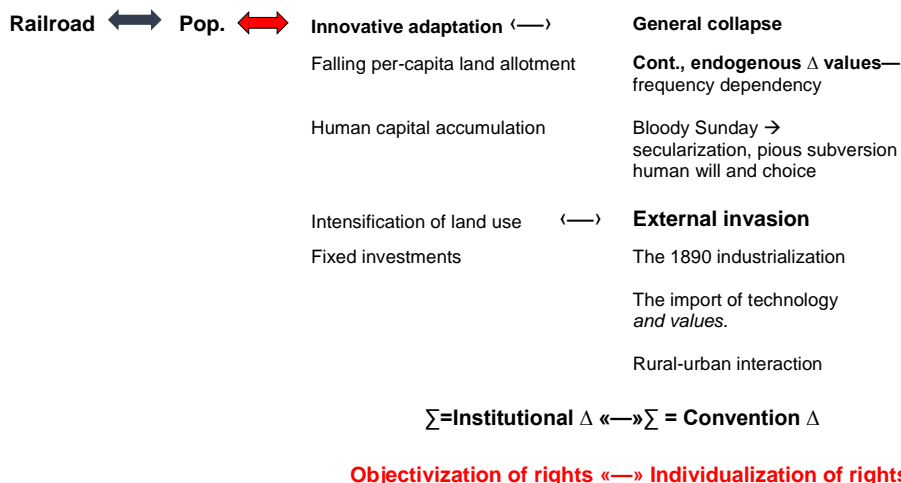 Railroad Pop. Innovative adaptation ‹—› General collapse
Falling per-capita land allotment Cont., endogenous ∆ values—
frequency dependency
Human capital accumulation Bloody Sunday →
secularization, pious subversion
human will and choice
Intensification of land use ‹—› External invasion
Fixed investments The 1890 industrialization
The import of technology
and values.
Rural-urban interaction
∑=Institutional ∆ «—»∑ = Convention ∆
Objectivization of rights «—» Individualization of rights